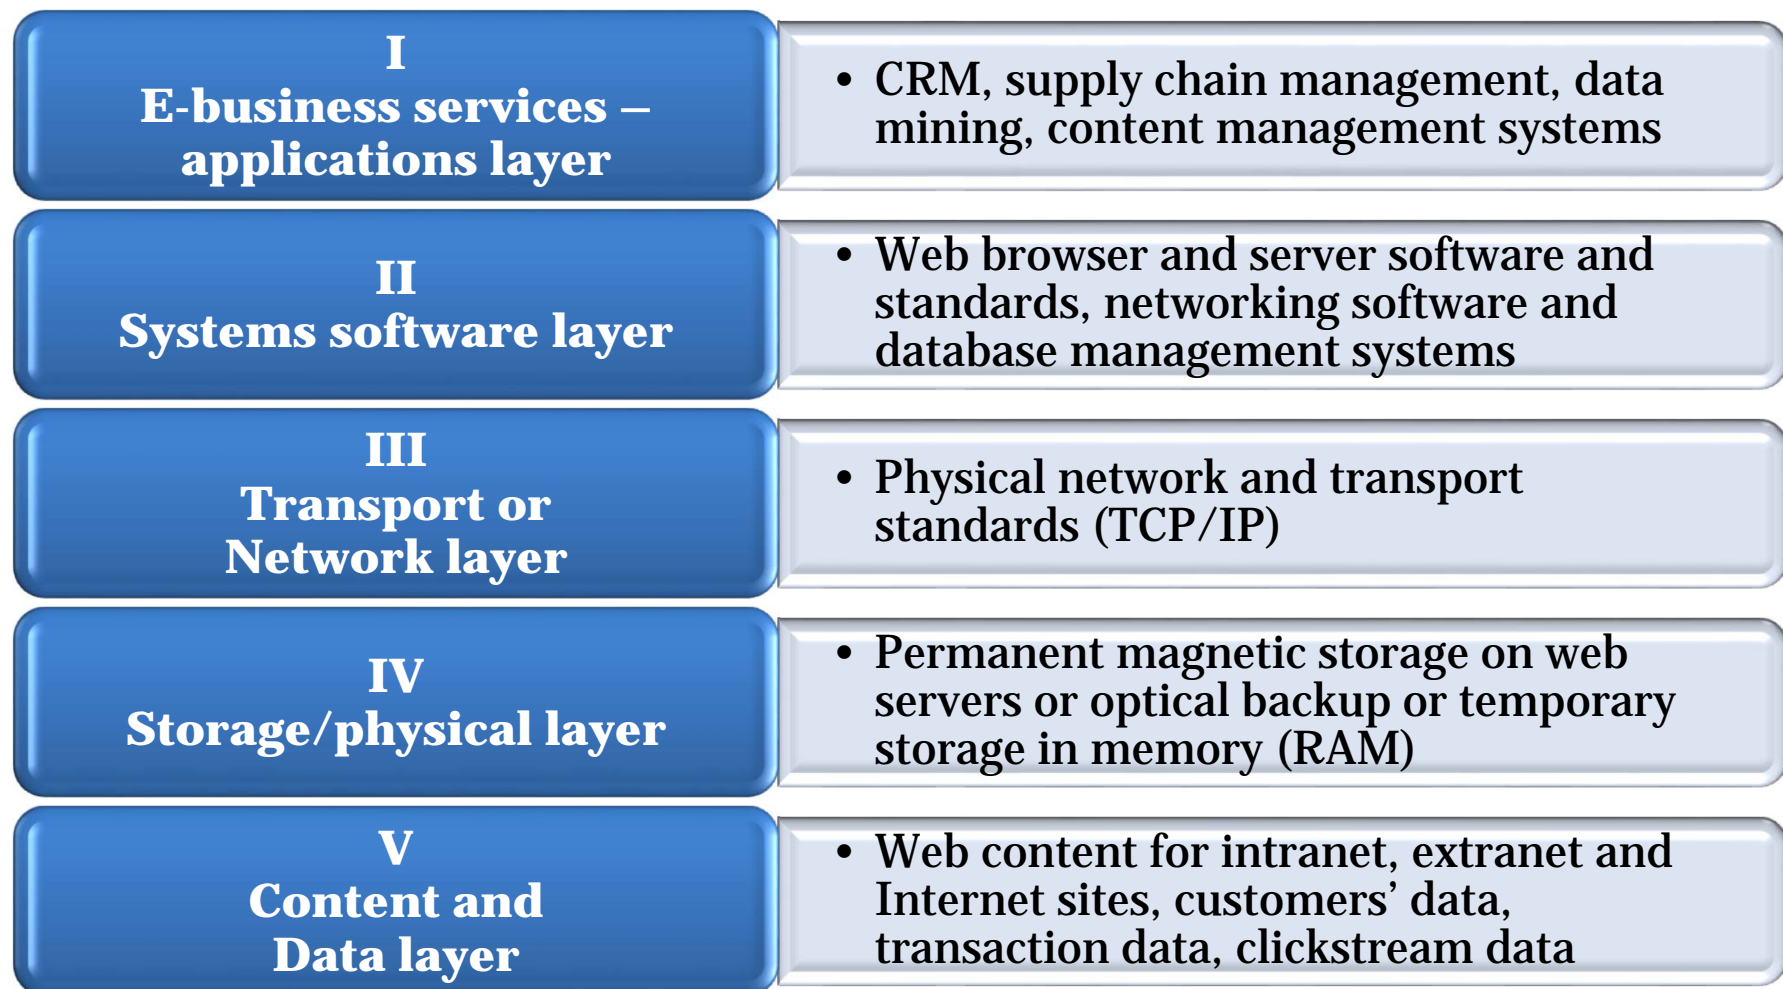 I
E-business services –
applications layer
• CRM, supply chain management, data
mining, content management systems
II
Systems software layer
• Web browser and server software and
standards, networking software and
database management systems
III
Transport or
Network layer
• Physical network and transport
standards (TCP/IP)
IV
Storage/physical layer
• Permanent magnetic storage on web
servers or optical backup or temporary
storage in memory (RAM)
V
Content and
Data layer
• Web content for intranet, extranet and
Internet sites, customers’ data,
transaction data, clickstream data